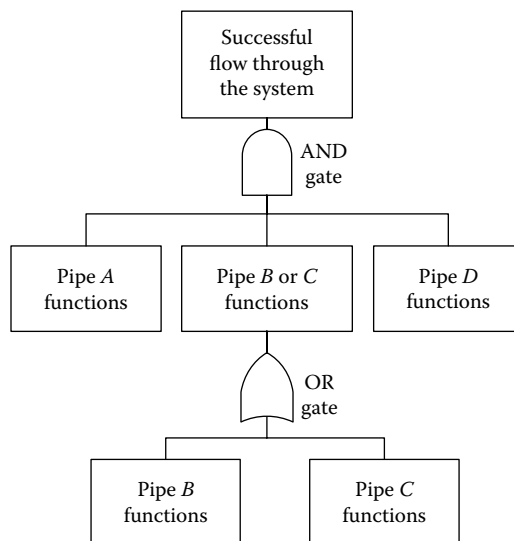 Successful
flow through
the system
AND
gate
Pipe A
functions
Pipe B or C
functions
Pipe D
functions
OR
gate
Pipe B
functions
Pipe C
functions